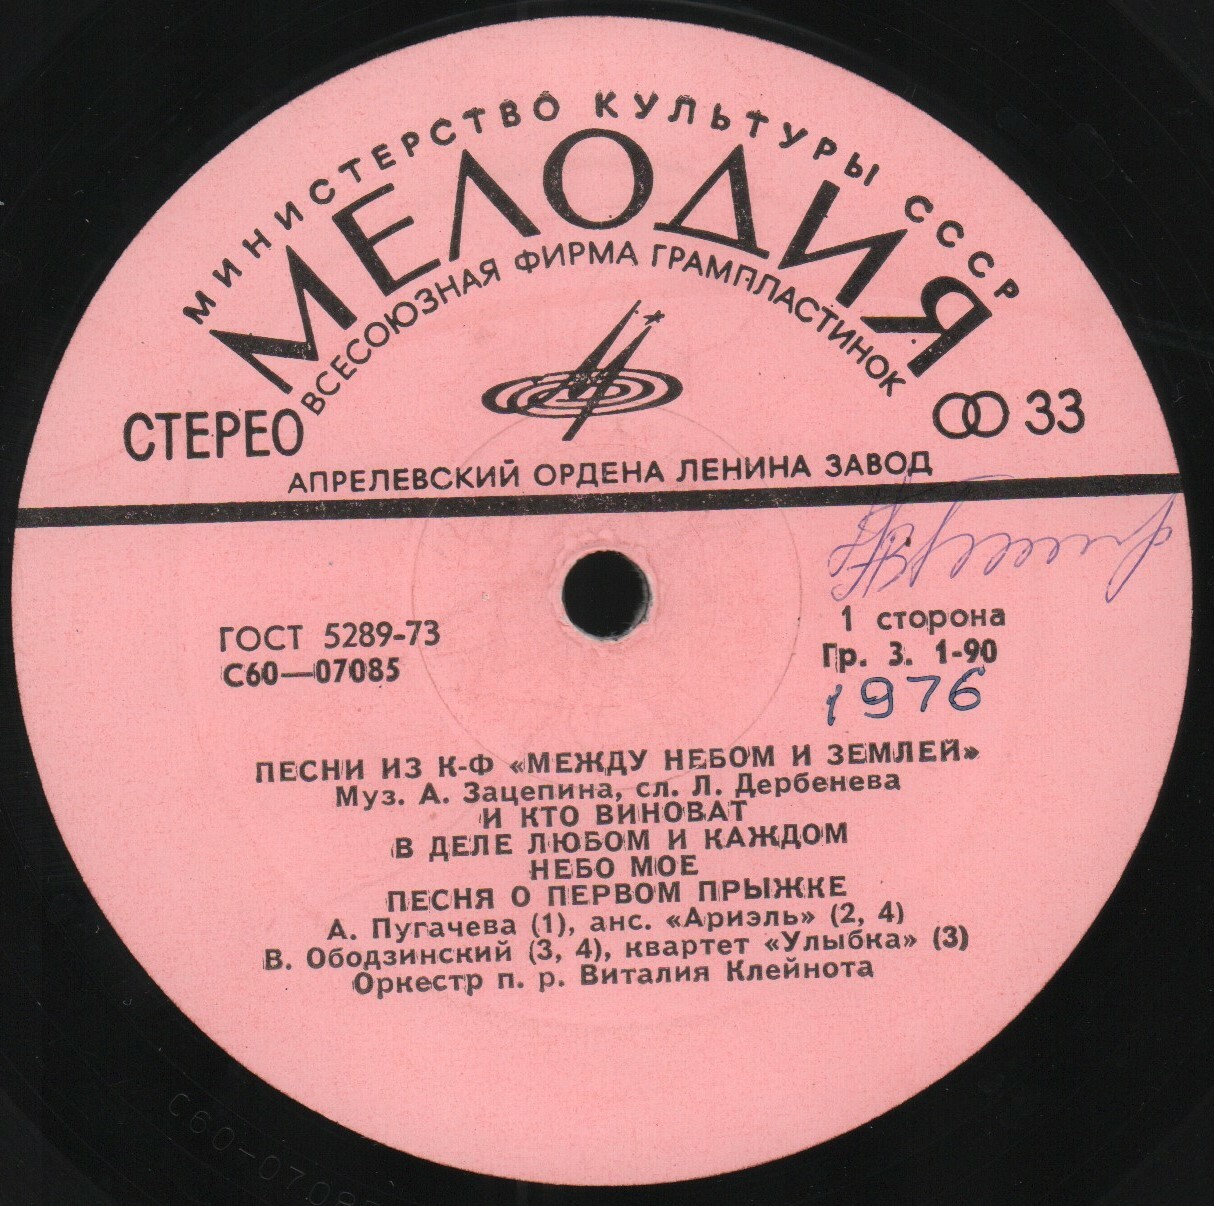 МИНИСТЕРСТВО КУЛЬТУРЫ СССР
МЕЛОДИЯ
ВСЕСОЮЗНАЯ ФИРМА ГРАМПЛАСТИНОК
СТЕРЕО
33
АПРЕЛЕВСКИЙ ОРДЕНА ЛЕНИНА ЗАВОД
ГОСТ 5289-73
С60—07085
1 сторона
Гр. 3. 1-90
1976
ПЕСНИ ИЗ К-Ф «МЕЖДУ НЕБОМ И ЗЕМЛЕЙ»
Муз. А. Зацепина, сл. Л. Дербенева
И КТО ВИНОВАТ
В ДЕЛЕ ЛЮБОМ И КАЖДОМ
НЕБО МОЕ
ПЕСНЯ О ПЕРВОМ ПРЫЖКЕ
А. Пугачева (1), анс. «Ариэль» (2, 4)
В. Ободзинский (3, 4), квартет «Улыбка» (3)
Оркестр п. р. Виталия Клейнота
С60-07085